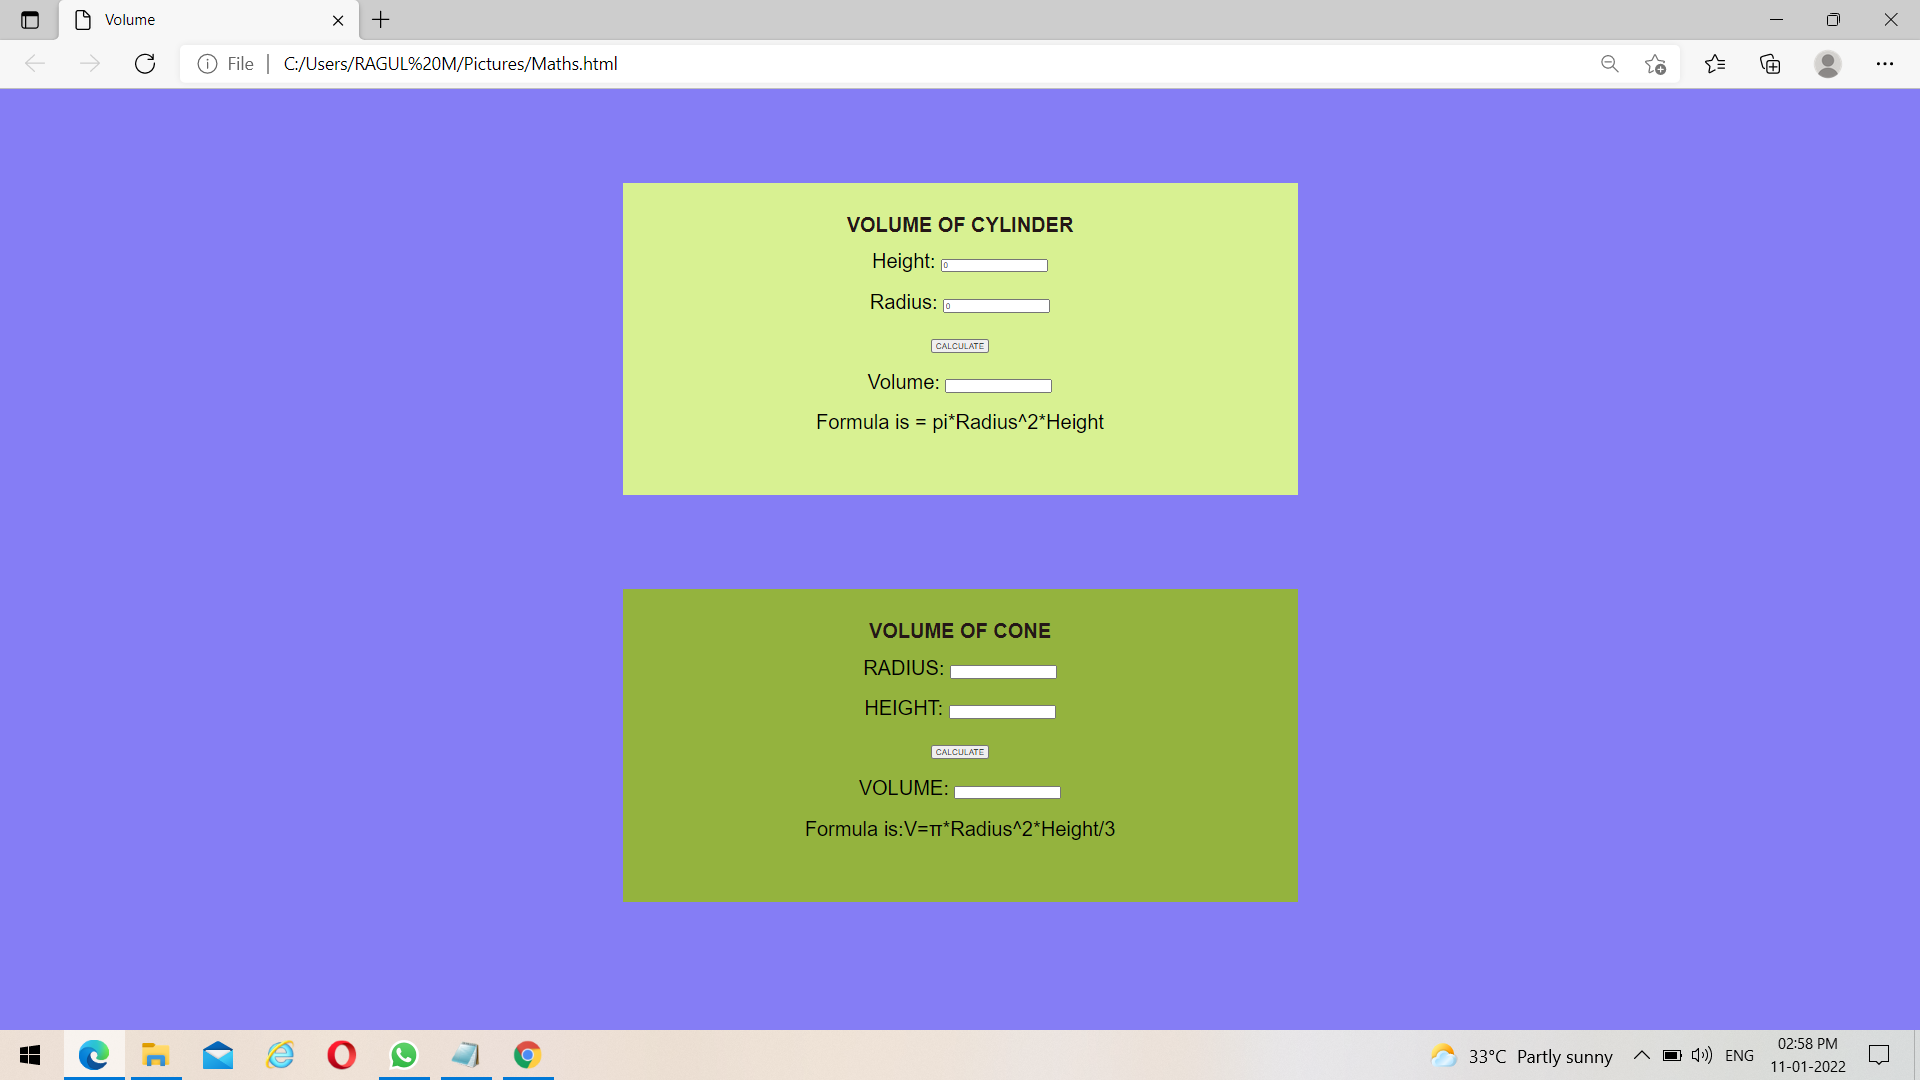 Volume
File
C:/Users/RAGUL%20M/Pictures/Maths.html
VOLUME OF CYLINDER
Height: 0
Radius: 0
CALCULATE
Volume:
Formula is = pi*Radius^2*Height
VOLUME OF CONE
RADIUS:
HEIGHT:
CALCULATE
VOLUME:
Formula is:V=π*Radius^2*Height/3
33°C Partly sunny
ENG
02:58 PM
11-01-2022